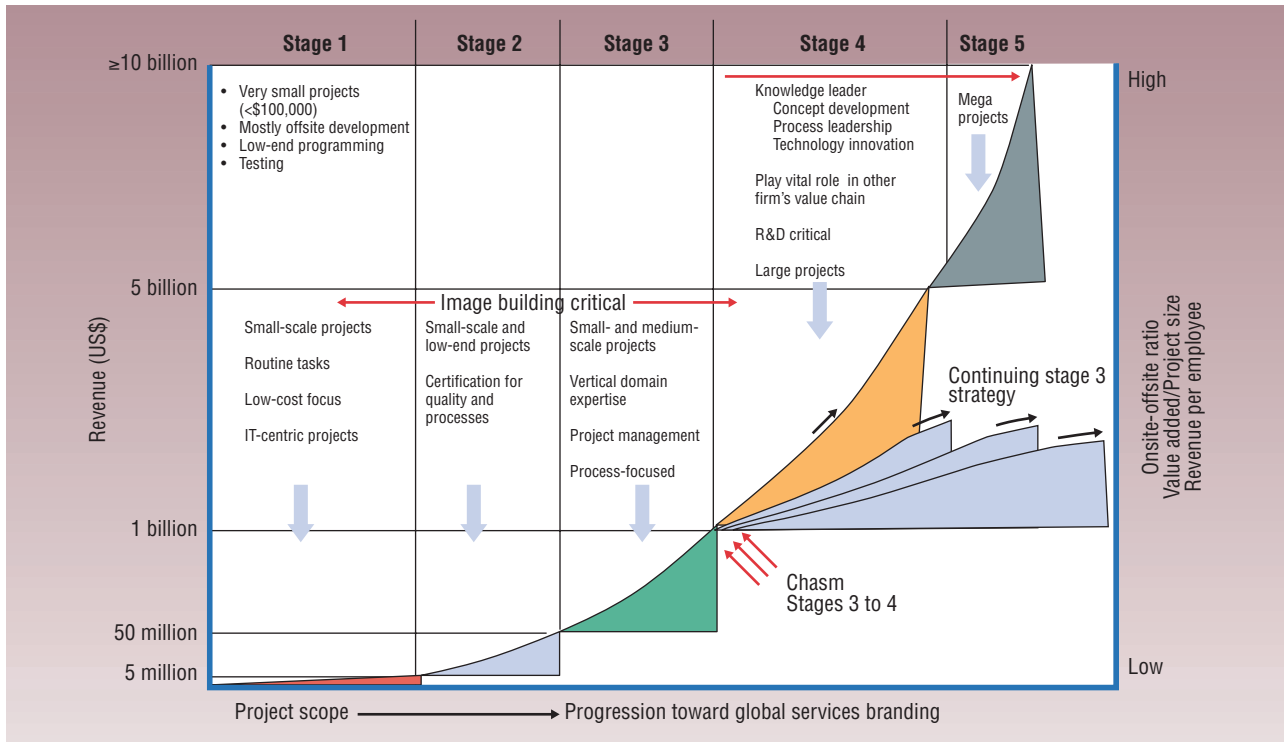 Stage 1
Stage 2
Stage 3
Stage 4
Stage 5
≥10 billion
5 billion
1 billion
50 million
5 million
Revenue (US$)
• Very small projects
(<$100,000)
• Mostly offsite development
• Low-end programming
• Testing
Knowledge leader
Concept development
Process leadership
Technology innovation
Play vital role in other
firm's value chain
R&D critical
Large projects
Mega
projects
High
Image building critical
Small-scale projects
Routine tasks
Low-cost focus
IT-centric projects
Small-scale and
low-end projects
Certification for
quality and
processes
Small- and medium-
scale projects
Vertical domain
expertise
Project management
Process-focused
Continuing stage 3
strategy
Chasm
Stages 3 to 4
Onsite-offsite ratio
Value added/Project size
Revenue per employee
Low
Project scope
Progression toward global services branding